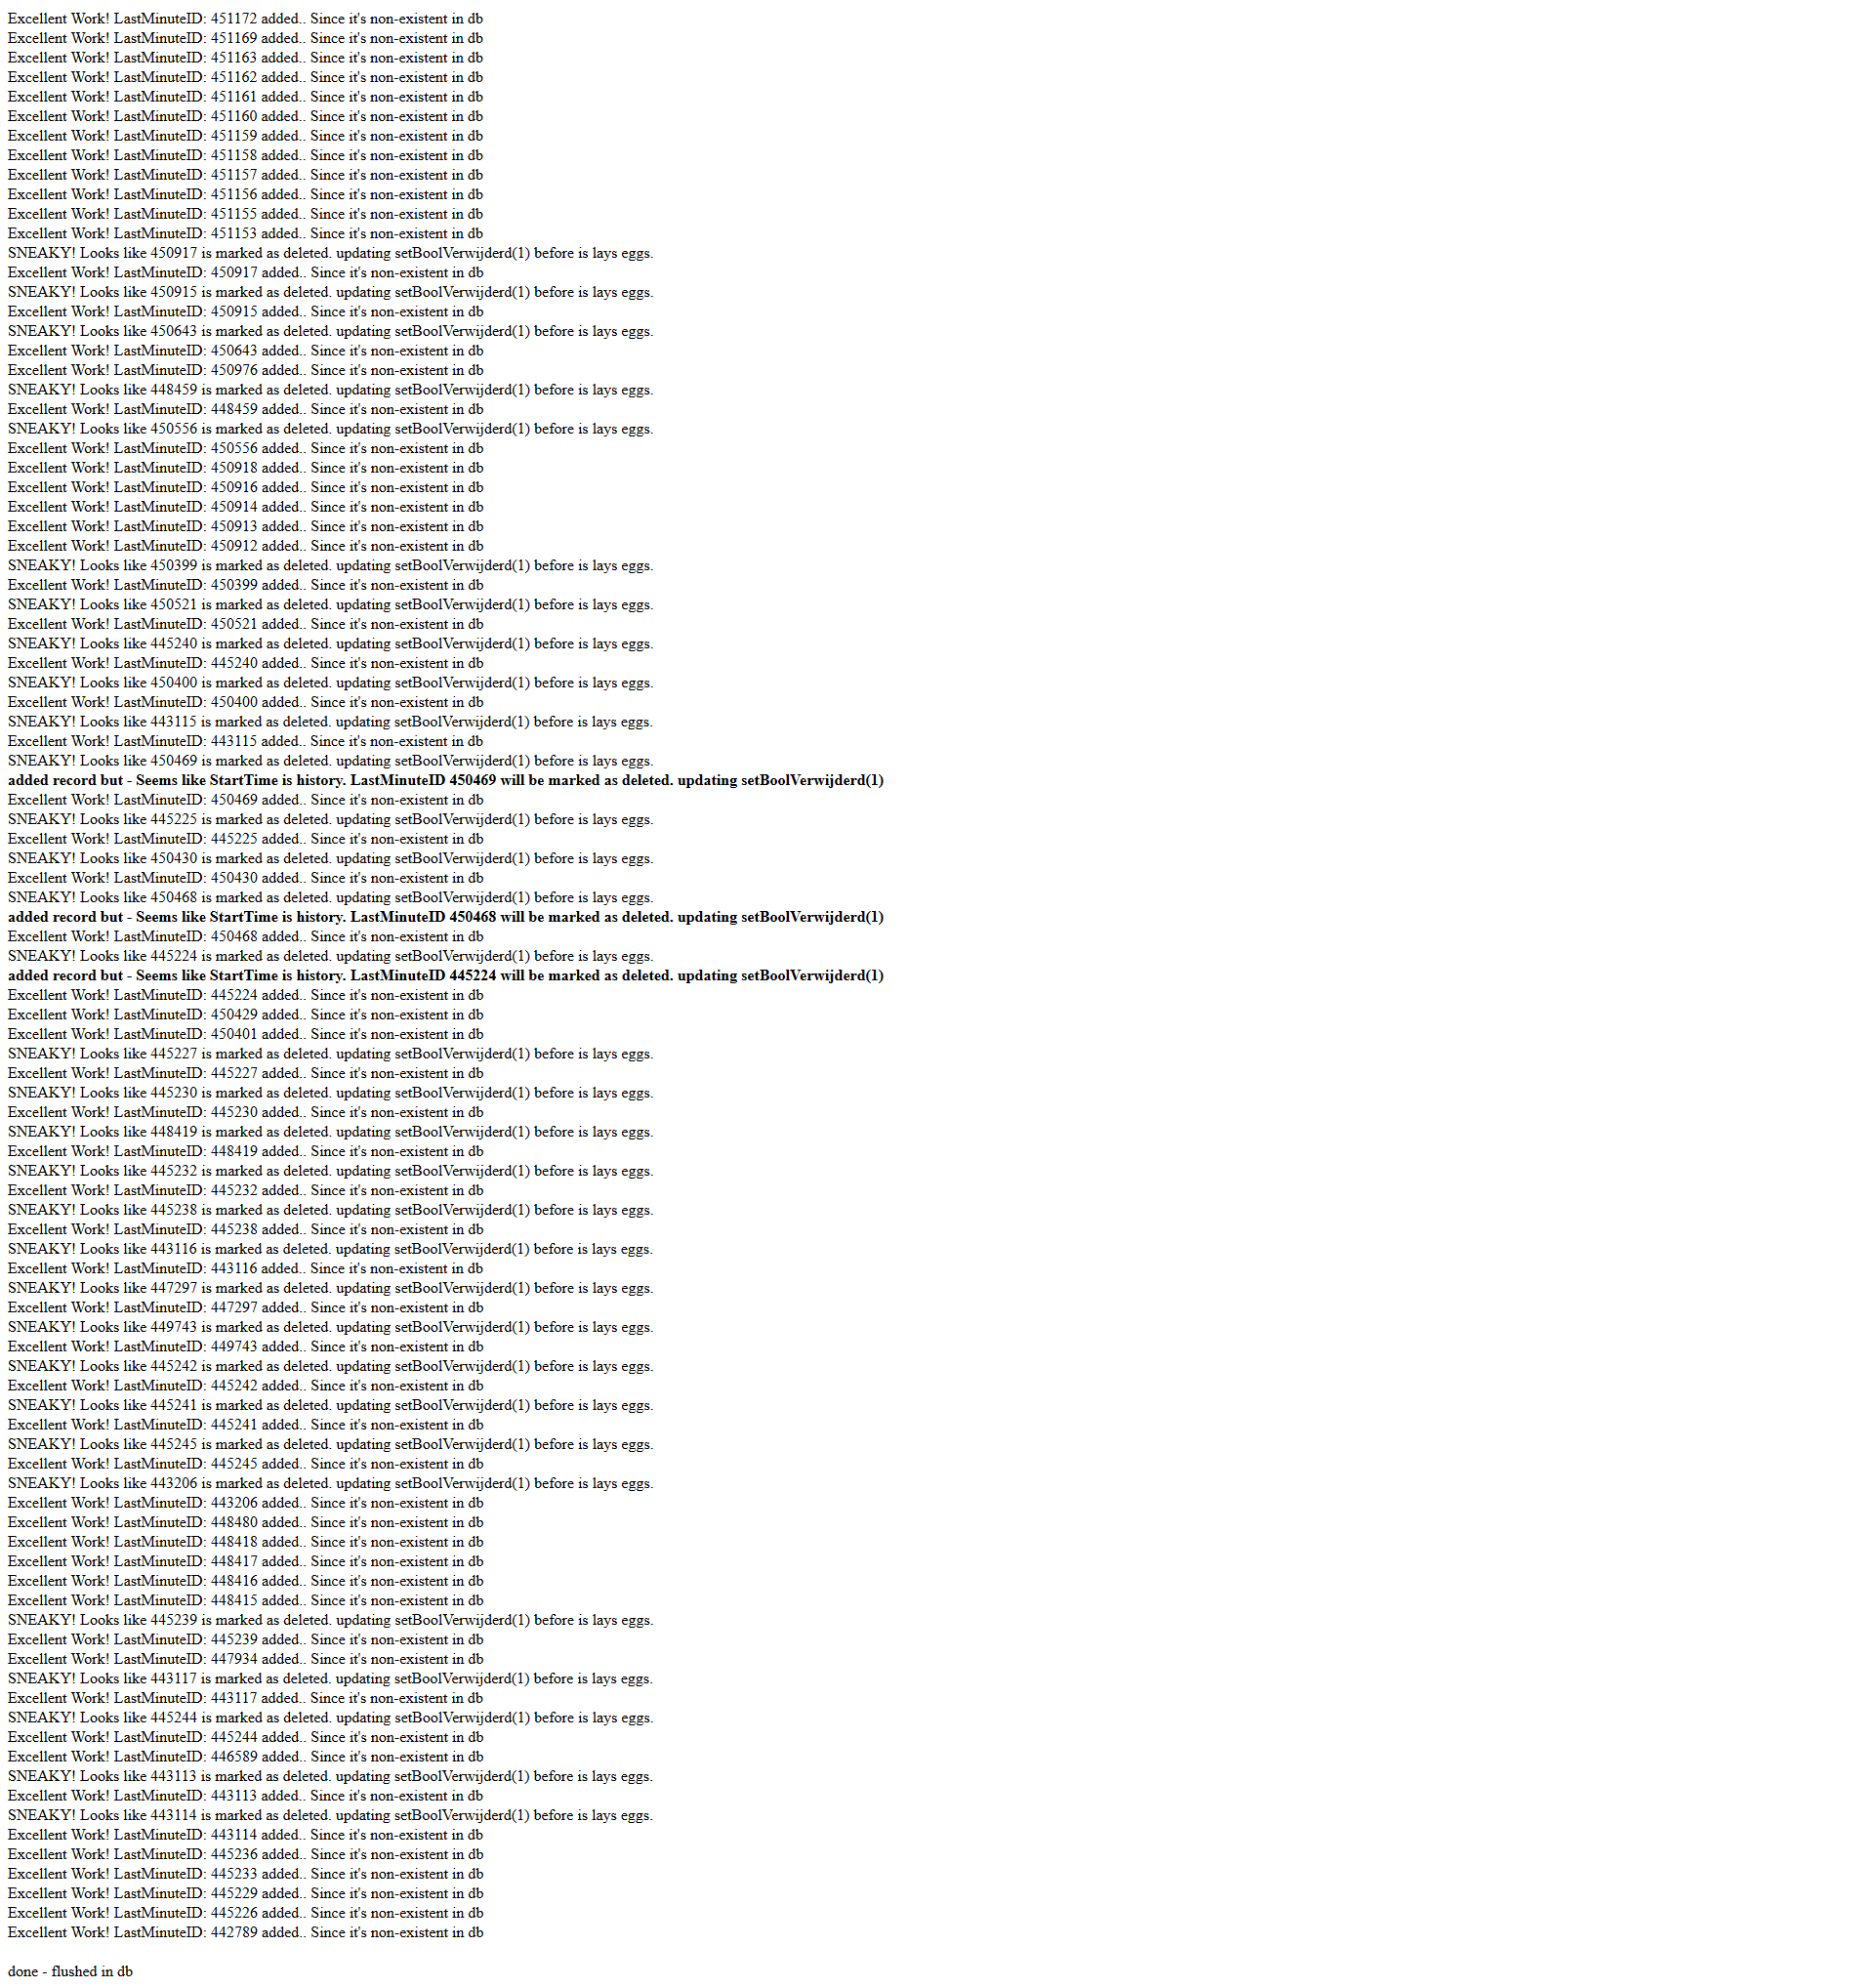 Excellent Work! LastMinuteID: 451172 added.. Since it's non-existent in db
Excellent Work! LastMinuteID: 451169 added.. Since it's non-existent in db
Excellent Work! LastMinuteID: 451163 added.. Since it's non-existent in db
Excellent Work! LastMinuteID: 451162 added.. Since it's non-existent in db
Excellent Work! LastMinuteID: 451161 added.. Since it's non-existent in db
Excellent Work! LastMinuteID: 451160 added.. Since it's non-existent in db
Excellent Work! LastMinuteID: 451159 added.. Since it's non-existent in db
Excellent Work! LastMinuteID: 451158 added.. Since it's non-existent in db
Excellent Work! LastMinuteID: 451157 added.. Since it's non-existent in db
Excellent Work! LastMinuteID: 451156 added.. Since it's non-existent in db
Excellent Work! LastMinuteID: 451155 added.. Since it's non-existent in db
Excellent Work! LastMinuteID: 451153 added.. Since it's non-existent in db
SNEAKY! Looks like 450917 is marked as deleted. updating setBoolVerwijderd(1) before is lays eggs.
Excellent Work! LastMinuteID: 450917 added.. Since it's non-existent in db
SNEAKY! Looks like 450915 is marked as deleted. updating setBoolVerwijderd(1) before is lays eggs.
Excellent Work! LastMinuteID: 450915 added.. Since it's non-existent in db
SNEAKY! Looks like 450643 is marked as deleted. updating setBoolVerwijderd(1) before is lays eggs.
Excellent Work! LastMinuteID: 450643 added.. Since it's non-existent in db
Excellent Work! LastMinuteID: 450976 added.. Since it's non-existent in db
SNEAKY! Looks like 448459 is marked as deleted. updating setBoolVerwijderd(1) before is lays eggs.
Excellent Work! LastMinuteID: 448459 added.. Since it's non-existent in db
SNEAKY! Looks like 450556 is marked as deleted. updating setBoolVerwijderd(1) before is lays eggs.
Excellent Work! LastMinuteID: 450556 added.. Since it's non-existent in db
Excellent Work! LastMinuteID: 450918 added.. Since it's non-existent in db
Excellent Work! LastMinuteID: 450916 added.. Since it's non-existent in db
Excellent Work! LastMinuteID: 450914 added.. Since it's non-existent in db
Excellent Work! LastMinuteID: 450913 added.. Since it's non-existent in db
Excellent Work! LastMinuteID: 450912 added.. Since it's non-existent in db
SNEAKY! Looks like 450399 is marked as deleted. updating setBoolVerwijderd(1) before is lays eggs.
Excellent Work! LastMinuteID: 450399 added.. Since it's non-existent in db
SNEAKY! Looks like 450521 is marked as deleted. updating setBoolVerwijderd(1) before is lays eggs.
Excellent Work! LastMinuteID: 450521 added.. Since it's non-existent in db
SNEAKY! Looks like 445240 is marked as deleted. updating setBoolVerwijderd(1) before is lays eggs.
Excellent Work! LastMinuteID: 445240 added.. Since it's non-existent in db
SNEAKY! Looks like 450400 is marked as deleted. updating setBoolVerwijderd(1) before is lays eggs.
Excellent Work! LastMinuteID: 450400 added.. Since it's non-existent in db
SNEAKY! Looks like 443115 is marked as deleted. updating setBoolVerwijderd(1) before is lays eggs.
Excellent Work! LastMinuteID: 443115 added.. Since it's non-existent in db
SNEAKY! Looks like 450469 is marked as deleted. updating setBoolVerwijderd(1) before is lays eggs.
added record but - Seems like StartTime is history. LastMinuteID 450469 will be marked as deleted. updating setBoolVerwijderd(1)
Excellent Work! LastMinuteID: 450469 added.. Since it's non-existent in db
SNEAKY! Looks like 445225 is marked as deleted. updating setBoolVerwijderd(1) before is lays eggs.
Excellent Work! LastMinuteID: 445225 added.. Since it's non-existent in db
SNEAKY! Looks like 450430 is marked as deleted. updating setBoolVerwijderd(1) before is lays eggs.
Excellent Work! LastMinuteID: 450430 added.. Since it's non-existent in db
SNEAKY! Looks like 450468 is marked as deleted. updating setBoolVerwijderd(1) before is lays eggs.
added record but - Seems like StartTime is history. LastMinuteID 450468 will be marked as deleted. updating setBoolVerwijderd(1)
Excellent Work! LastMinuteID: 450468 added.. Since it's non-existent in db
SNEAKY! Looks like 445224 is marked as deleted. updating setBoolVerwijderd(1) before is lays eggs.
added record but - Seems like StartTime is history. LastMinuteID 445224 will be marked as deleted. updating setBoolVerwijderd(1)
Excellent Work! LastMinuteID: 445224 added.. Since it's non-existent in db
Excellent Work! LastMinuteID: 450429 added.. Since it's non-existent in db
Excellent Work! LastMinuteID: 450401 added.. Since it's non-existent in db
SNEAKY! Looks like 445227 is marked as deleted. updating setBoolVerwijderd(1) before is lays eggs.
Excellent Work! LastMinuteID: 445227 added.. Since it's non-existent in db
SNEAKY! Looks like 445230 is marked as deleted. updating setBoolVerwijderd(1) before is lays eggs.
Excellent Work! LastMinuteID: 445230 added.. Since it's non-existent in db
SNEAKY! Looks like 448419 is marked as deleted. updating setBoolVerwijderd(1) before is lays eggs.
Excellent Work! LastMinuteID: 448419 added.. Since it's non-existent in db
SNEAKY! Looks like 445232 is marked as deleted. updating setBoolVerwijderd(1) before is lays eggs.
Excellent Work! LastMinuteID: 445232 added.. Since it's non-existent in db
SNEAKY! Looks like 445238 is marked as deleted. updating setBoolVerwijderd(1) before is lays eggs.
Excellent Work! LastMinuteID: 445238 added.. Since it's non-existent in db
SNEAKY! Looks like 443116 is marked as deleted. updating setBoolVerwijderd(1) before is lays eggs.
Excellent Work! LastMinuteID: 443116 added.. Since it's non-existent in db
SNEAKY! Looks like 447297 is marked as deleted. updating setBoolVerwijderd(1) before is lays eggs.
Excellent Work! LastMinuteID: 447297 added.. Since it's non-existent in db
SNEAKY! Looks like 449743 is marked as deleted. updating setBoolVerwijderd(1) before is lays eggs.
Excellent Work! LastMinuteID: 449743 added.. Since it's non-existent in db
SNEAKY! Looks like 445242 is marked as deleted. updating setBoolVerwijderd(1) before is lays eggs.
Excellent Work! LastMinuteID: 445242 added.. Since it's non-existent in db
SNEAKY! Looks like 445241 is marked as deleted. updating setBoolVerwijderd(1) before is lays eggs.
Excellent Work! LastMinuteID: 445241 added.. Since it's non-existent in db
SNEAKY! Looks like 445245 is marked as deleted. updating setBoolVerwijderd(1) before is lays eggs.
Excellent Work! LastMinuteID: 445245 added.. Since it's non-existent in db
SNEAKY! Looks like 443206 is marked as deleted. updating setBoolVerwijderd(1) before is lays eggs.
Excellent Work! LastMinuteID: 443206 added.. Since it's non-existent in db
Excellent Work! LastMinuteID: 448480 added.. Since it's non-existent in db
Excellent Work! LastMinuteID: 448418 added.. Since it's non-existent in db
Excellent Work! LastMinuteID: 448417 added.. Since it's non-existent in db
Excellent Work! LastMinuteID: 448416 added.. Since it's non-existent in db
Excellent Work! LastMinuteID: 448415 added.. Since it's non-existent in db
SNEAKY! Looks like 445239 is marked as deleted. updating setBoolVerwijderd(1) before is lays eggs.
Excellent Work! LastMinuteID: 445239 added.. Since it's non-existent in db
Excellent Work! LastMinuteID: 447934 added.. Since it's non-existent in db
SNEAKY! Looks like 443117 is marked as deleted. updating setBoolVerwijderd(1) before is lays eggs.
Excellent Work! LastMinuteID: 443117 added.. Since it's non-existent in db
SNEAKY! Looks like 445244 is marked as deleted. updating setBoolVerwijderd(1) before is lays eggs.
Excellent Work! LastMinuteID: 445244 added.. Since it's non-existent in db
Excellent Work! LastMinuteID: 446589 added.. Since it's non-existent in db
SNEAKY! Looks like 443113 is marked as deleted. updating setBoolVerwijderd(1) before is lays eggs.
Excellent Work! LastMinuteID: 443113 added.. Since it's non-existent in db
SNEAKY! Looks like 443114 is marked as deleted. updating setBoolVerwijderd(1) before is lays eggs.
Excellent Work! LastMinuteID: 443114 added.. Since it's non-existent in db
Excellent Work! LastMinuteID: 445236 added.. Since it's non-existent in db
Excellent Work! LastMinuteID: 445233 added.. Since it's non-existent in db
Excellent Work! LastMinuteID: 445229 added.. Since it's non-existent in db
Excellent Work! LastMinuteID: 445226 added.. Since it's non-existent in db
Excellent Work! LastMinuteID: 442789 added.. Since it's non-existent in db
done - flushed in db